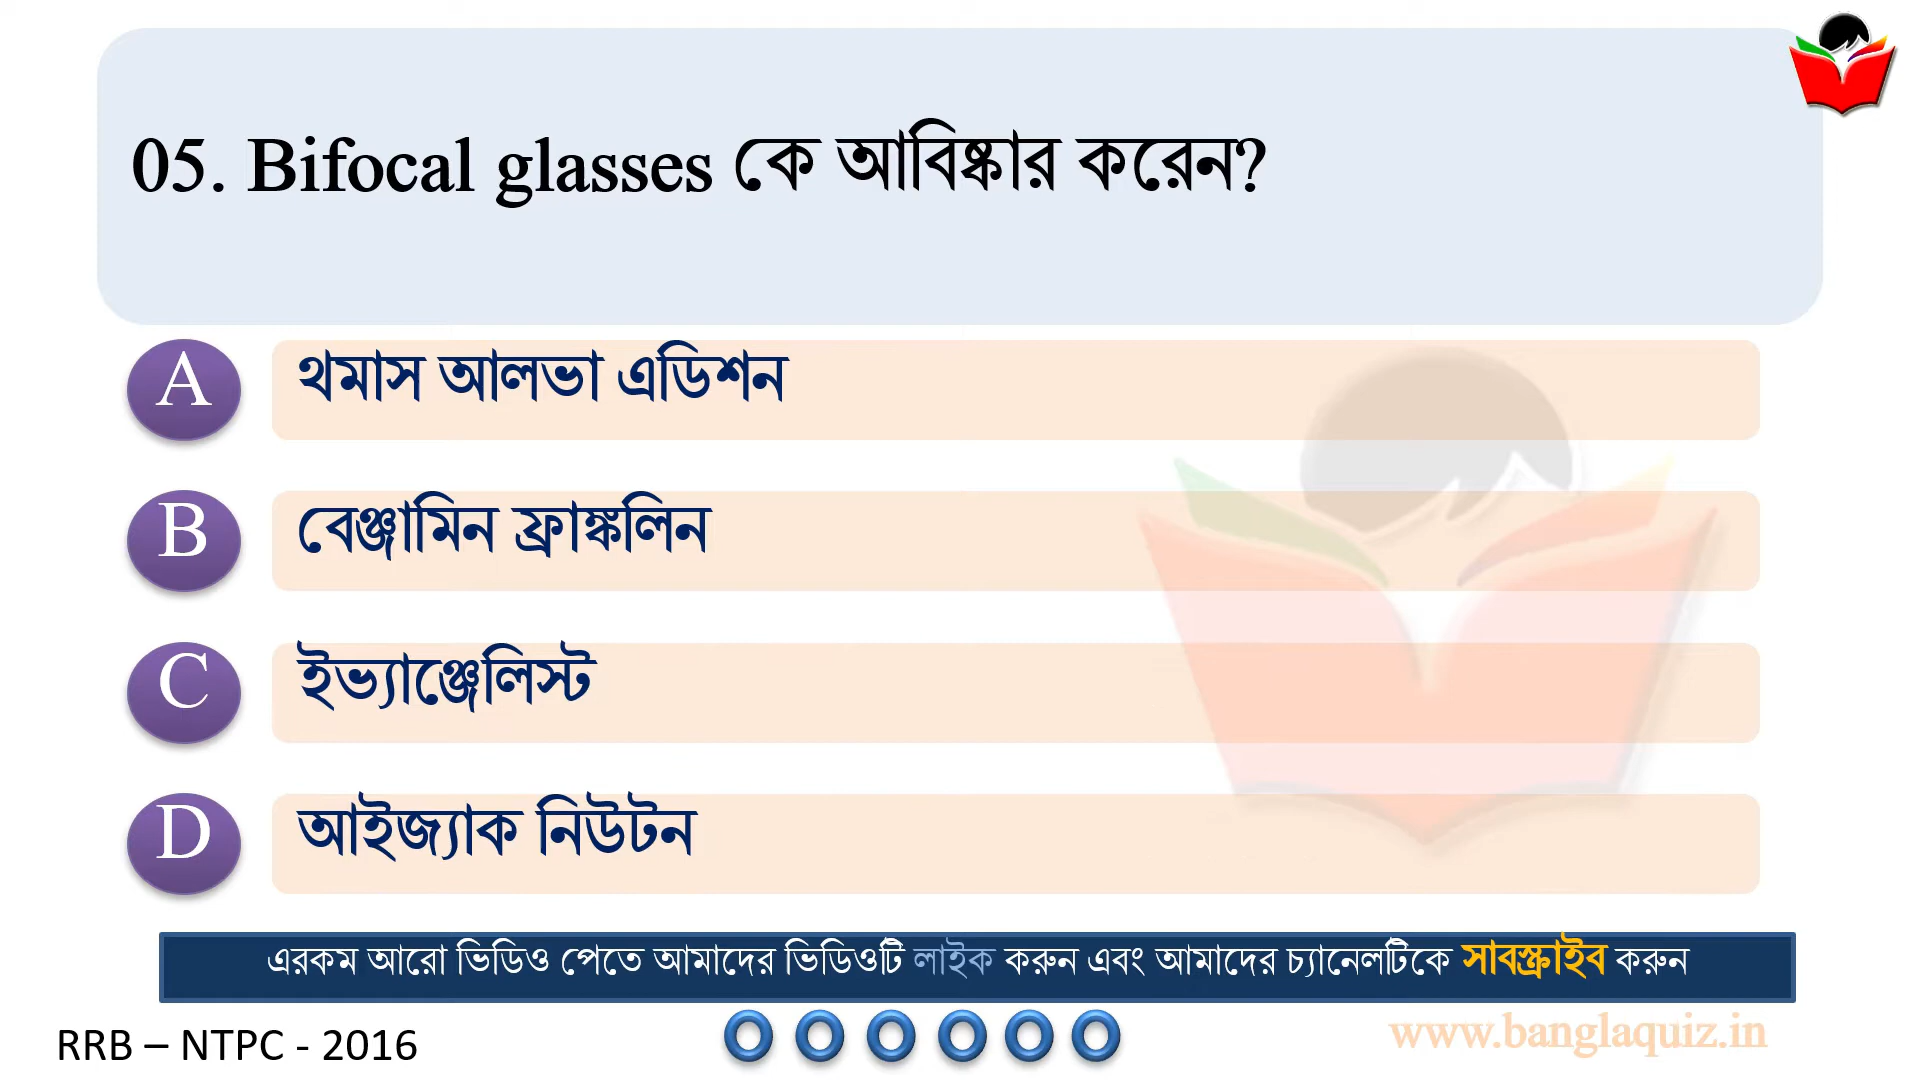 05. Bifocal glasses কে আবিষ্কার করেন?
A থমাস আলভা এডিশন
B বেঞ্জামিন ফ্রাঙ্কলিন
C ইভ্যাঞ্জেলিস্ট
D আইজ্যাক নিউটন
এরকম আরো ভিডিও পেতে আমাদের ভিডিওটি লাইক করুন এবং আমাদের চ্যানেলটিকে সাবস্ক্রাইব করুন
RRB – NTPC - 2016
www.banglaquiz.in